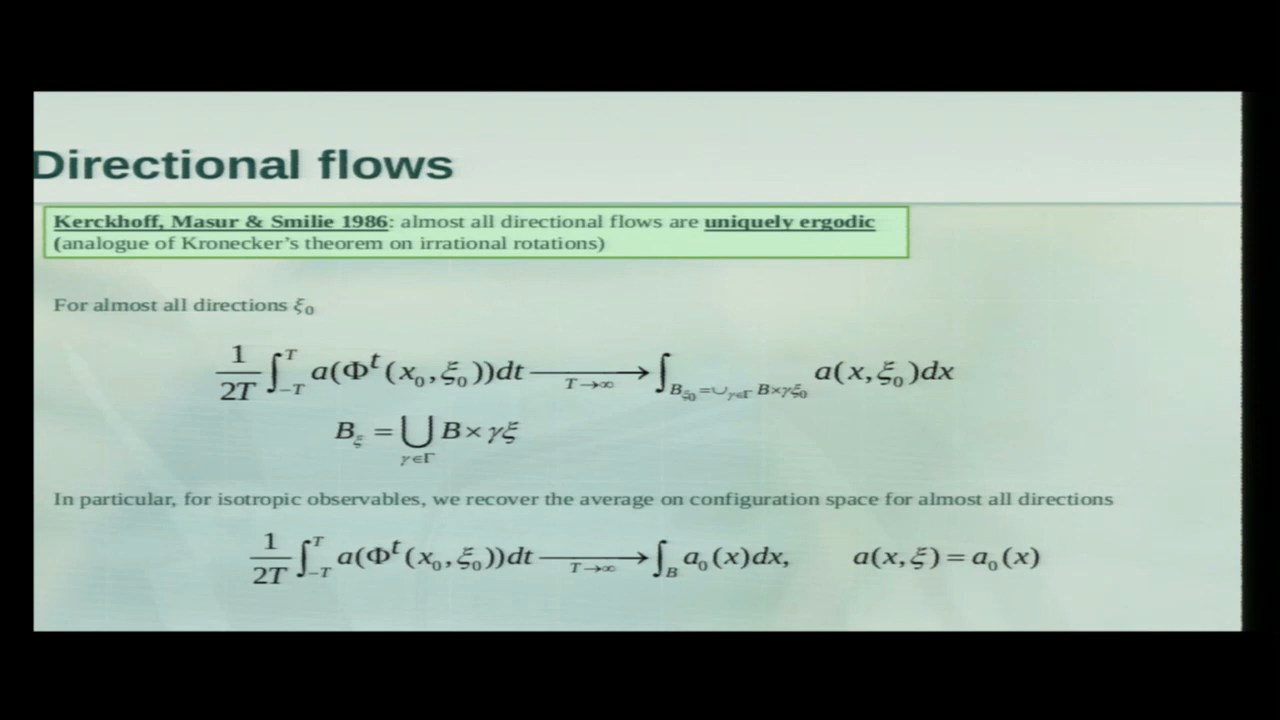 Directional flows
Kerckhoff, Masur & Smilie 1986: almost all directional flows are uniquely ergodic
(analogue of Kronecker's theorem on irrational rotations)
For almost all directions ξ₀
1/2T ∫_{-T}^{T} a(Φᵗ(x₀,ξ₀))dt ⟶_{T→∞} ∫_{B_{ξ₀}=∪_{γ∈Γ} B×γξ₀} a(x,ξ₀)dx
B_ξ = ⋃_{γ∈Γ} B×γξ
In particular, for isotropic observables, we recover the average on configuration space for almost all directions
1/2T ∫_{-T}^{T} a(Φᵗ(x₀,ξ₀))dt ⟶_{T→∞} ∫_B a₀(x)dx, a(x,ξ)=a₀(x)